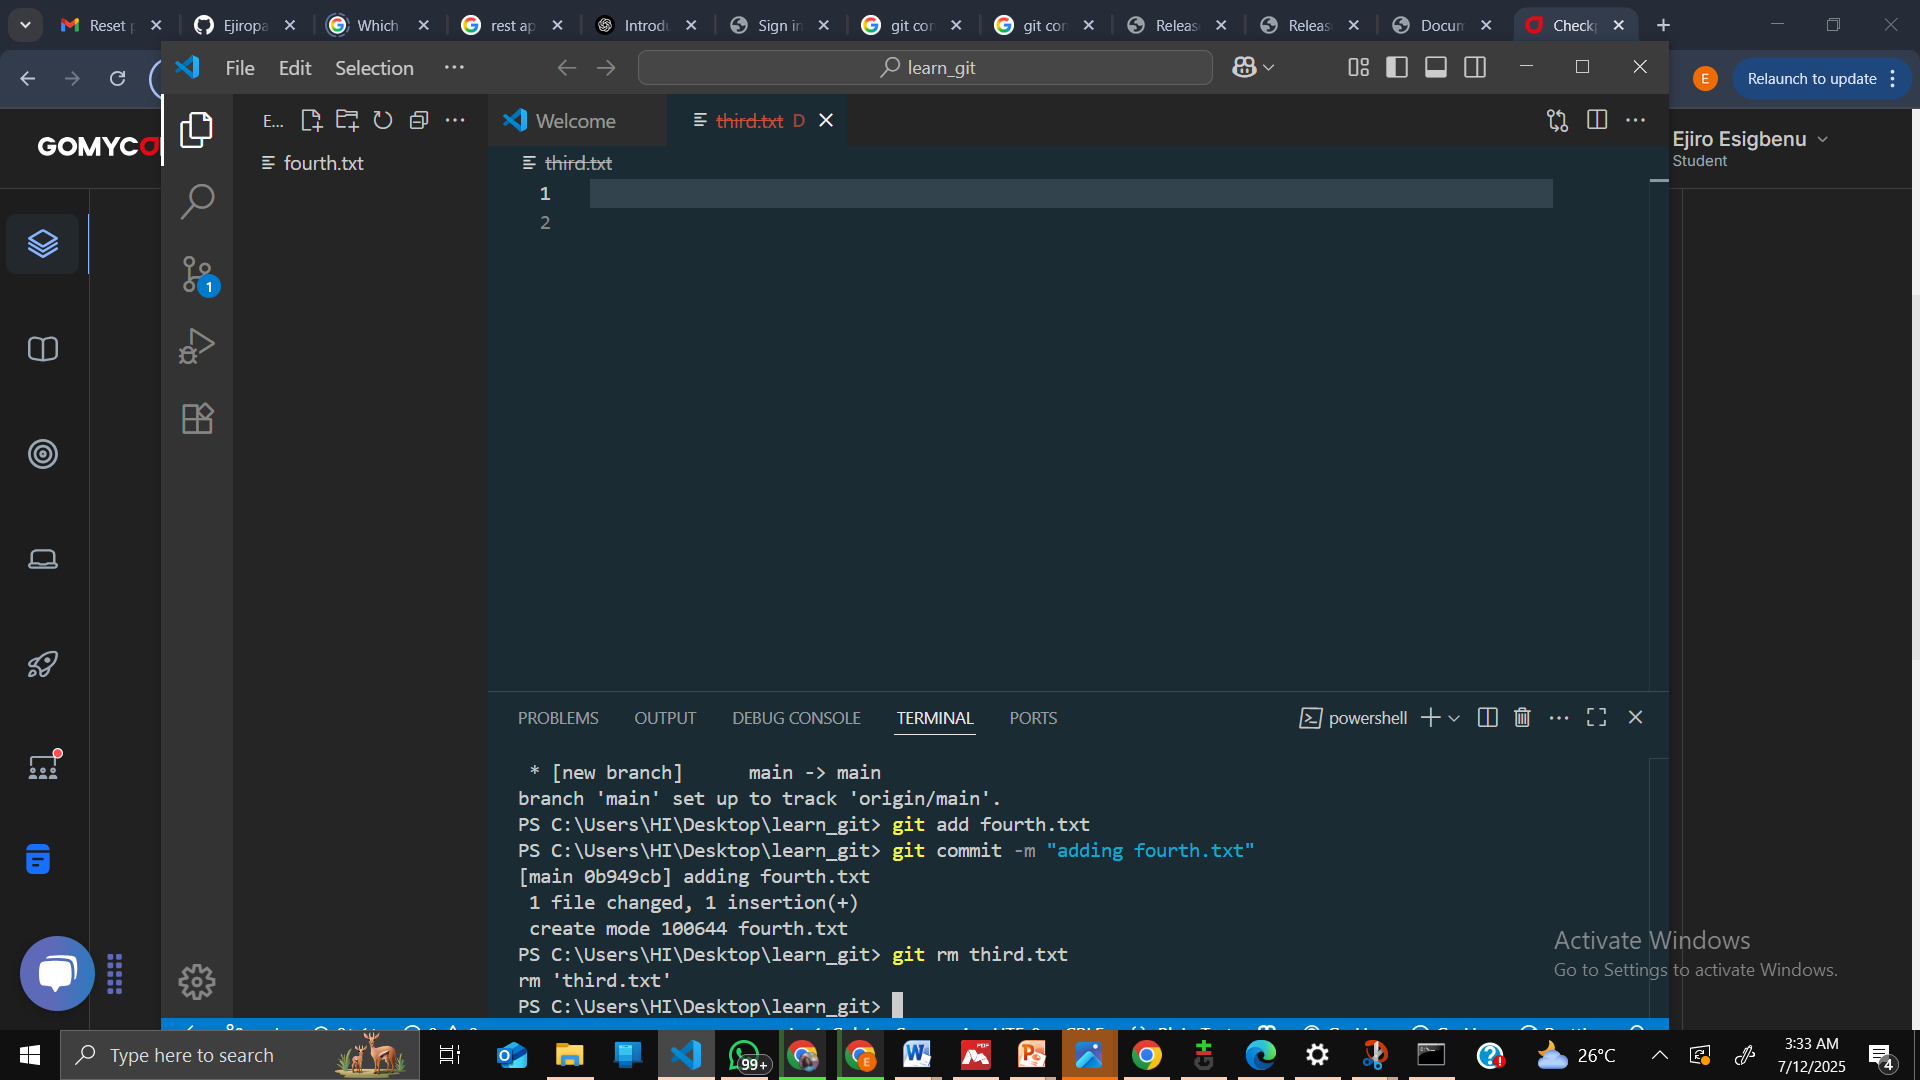 Reset p
Ejiropa
Which
rest ap
Introdu
Sign in
git con
git con
Releas
Releas
Docum
Checkp
File Edit Selection ...
learn_git
E
Relaunch to update
GOMYCO
E...
Welcome
third.txt D
Ejiro Esigbenu
Student
fourth.txt
third.txt
1
2
1
PROBLEMS OUTPUT DEBUG CONSOLE TERMINAL PORTS
powershell
* [new branch] main -> main
branch 'main' set up to track 'origin/main'.
PS C:\Users\HI\Desktop\learn_git> git add fourth.txt
PS C:\Users\HI\Desktop\learn_git> git commit -m "adding fourth.txt"
[main 0b949cb] adding fourth.txt
1 file changed, 1 insertion(+)
create mode 100644 fourth.txt
PS C:\Users\HI\Desktop\learn_git> git rm third.txt
rm 'third.txt'
PS C:\Users\HI\Desktop\learn_git>
Activate Windows
Go to Settings to activate Windows.
Type here to search
99+
26°C
3:33 AM
7/12/2025
4